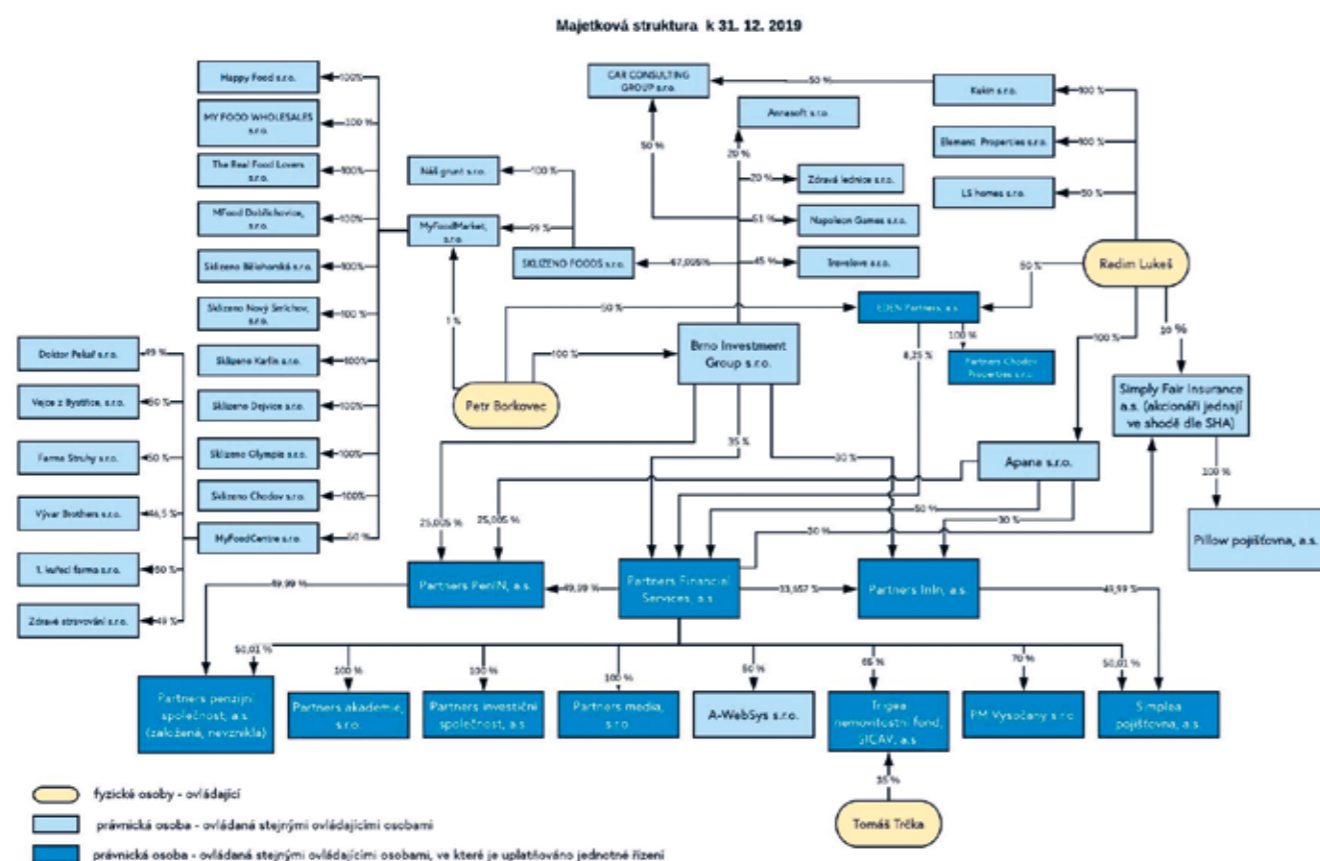 Majetková struktura k 31. 12. 2019
Happy Food s.r.o.
100%
MY FOOD WHOLESALES
s.r.o.
100 %
The Real Food Lovers
s.r.o.
100%
MFood Dobřichovice,
s.r.o.
100%
Sklizeno Bělohorská s.r.o.
100%
Sklizeno Nový Smíchov,
s.r.o.
100 %
Sklizeno Karlín s.r.o.
100%
Sklizeno Dejvice s.r.o.
100%
Sklizeno Olympia s.r.o.
100%
Sklizeno Chodov s.r.o.
100%
MyFoodCentre s.r.o.
Doktor Pekař s.r.o.
49 %
Vejce z Bystřice, s.r.o.
50 %
Farma Struhy s.r.o.
50 %
Vývar Brothers s.r.o.
46,5 %
1. kuřecí farma s.r.o.
50 %
Zdravé stravování s.r.o.
49 %
Náš grunt s.r.o.
100 %
MyFoodMarket,
s.r.o.
99 %
SKLIZENO FOODS s.r.o.
1 %
CAR CONSULTING
GROUP s.r.o.
50 %
50 %
Annasoft s.r.o.
20 %
Zdravá lednice s.r.o.
Napoleon Games s.r.o.
51 %
Travelove s.r.o.
45 %
Kukin s.r.o.
100 %
Element Properties s.r.o.
100 %
LS homes s.r.o.
50 %
Radim Lukeš
50 %
EDEN Partners, a.s.
50 %
100 %
Partners Chodov
Properties s.r.o.
8,25 %
Petr Borkovec
100 %
Brno Investment
Group s.r.o.
100 %
Simply Fair Insurance
a.s. (akcionáři jednají
ve shodě dle SHA)
100 %
Pillow pojišťovna, a.s.
Apana s.r.o.
35 %
25,005 %
25,005 %
30 %
Partners PenIN, a.s.
49,99 %
49,99 %
Partners Financial
Services, a.s.
33,657 %
Partners InIn, a.s.
49,99 %
50,01 %
100 %
100 %
100 %
50 %
65 %
70 %
50,01 %
Partners penzijní
společnost, a.s.
(založená, nevznikla)
Partners akademie,
s.r.o.
Partners investiční
společnost, a.s.
Partners media,
s.r.o.
A-WebSys s.r.o.
Trigea
nemovitostní fond,
SICAV, a.s.
PM Vysočany s.r.o.
Simplea
pojišťovna, a.s.
Tomáš Trčka
fyzické osoby - ovládající
právnická osoba - ovládaná stejnými ovládajícími osobami
právnická osoba - ovládaná stejnými ovládajícími osobami, ve které je uplatňováno jednotné řízení